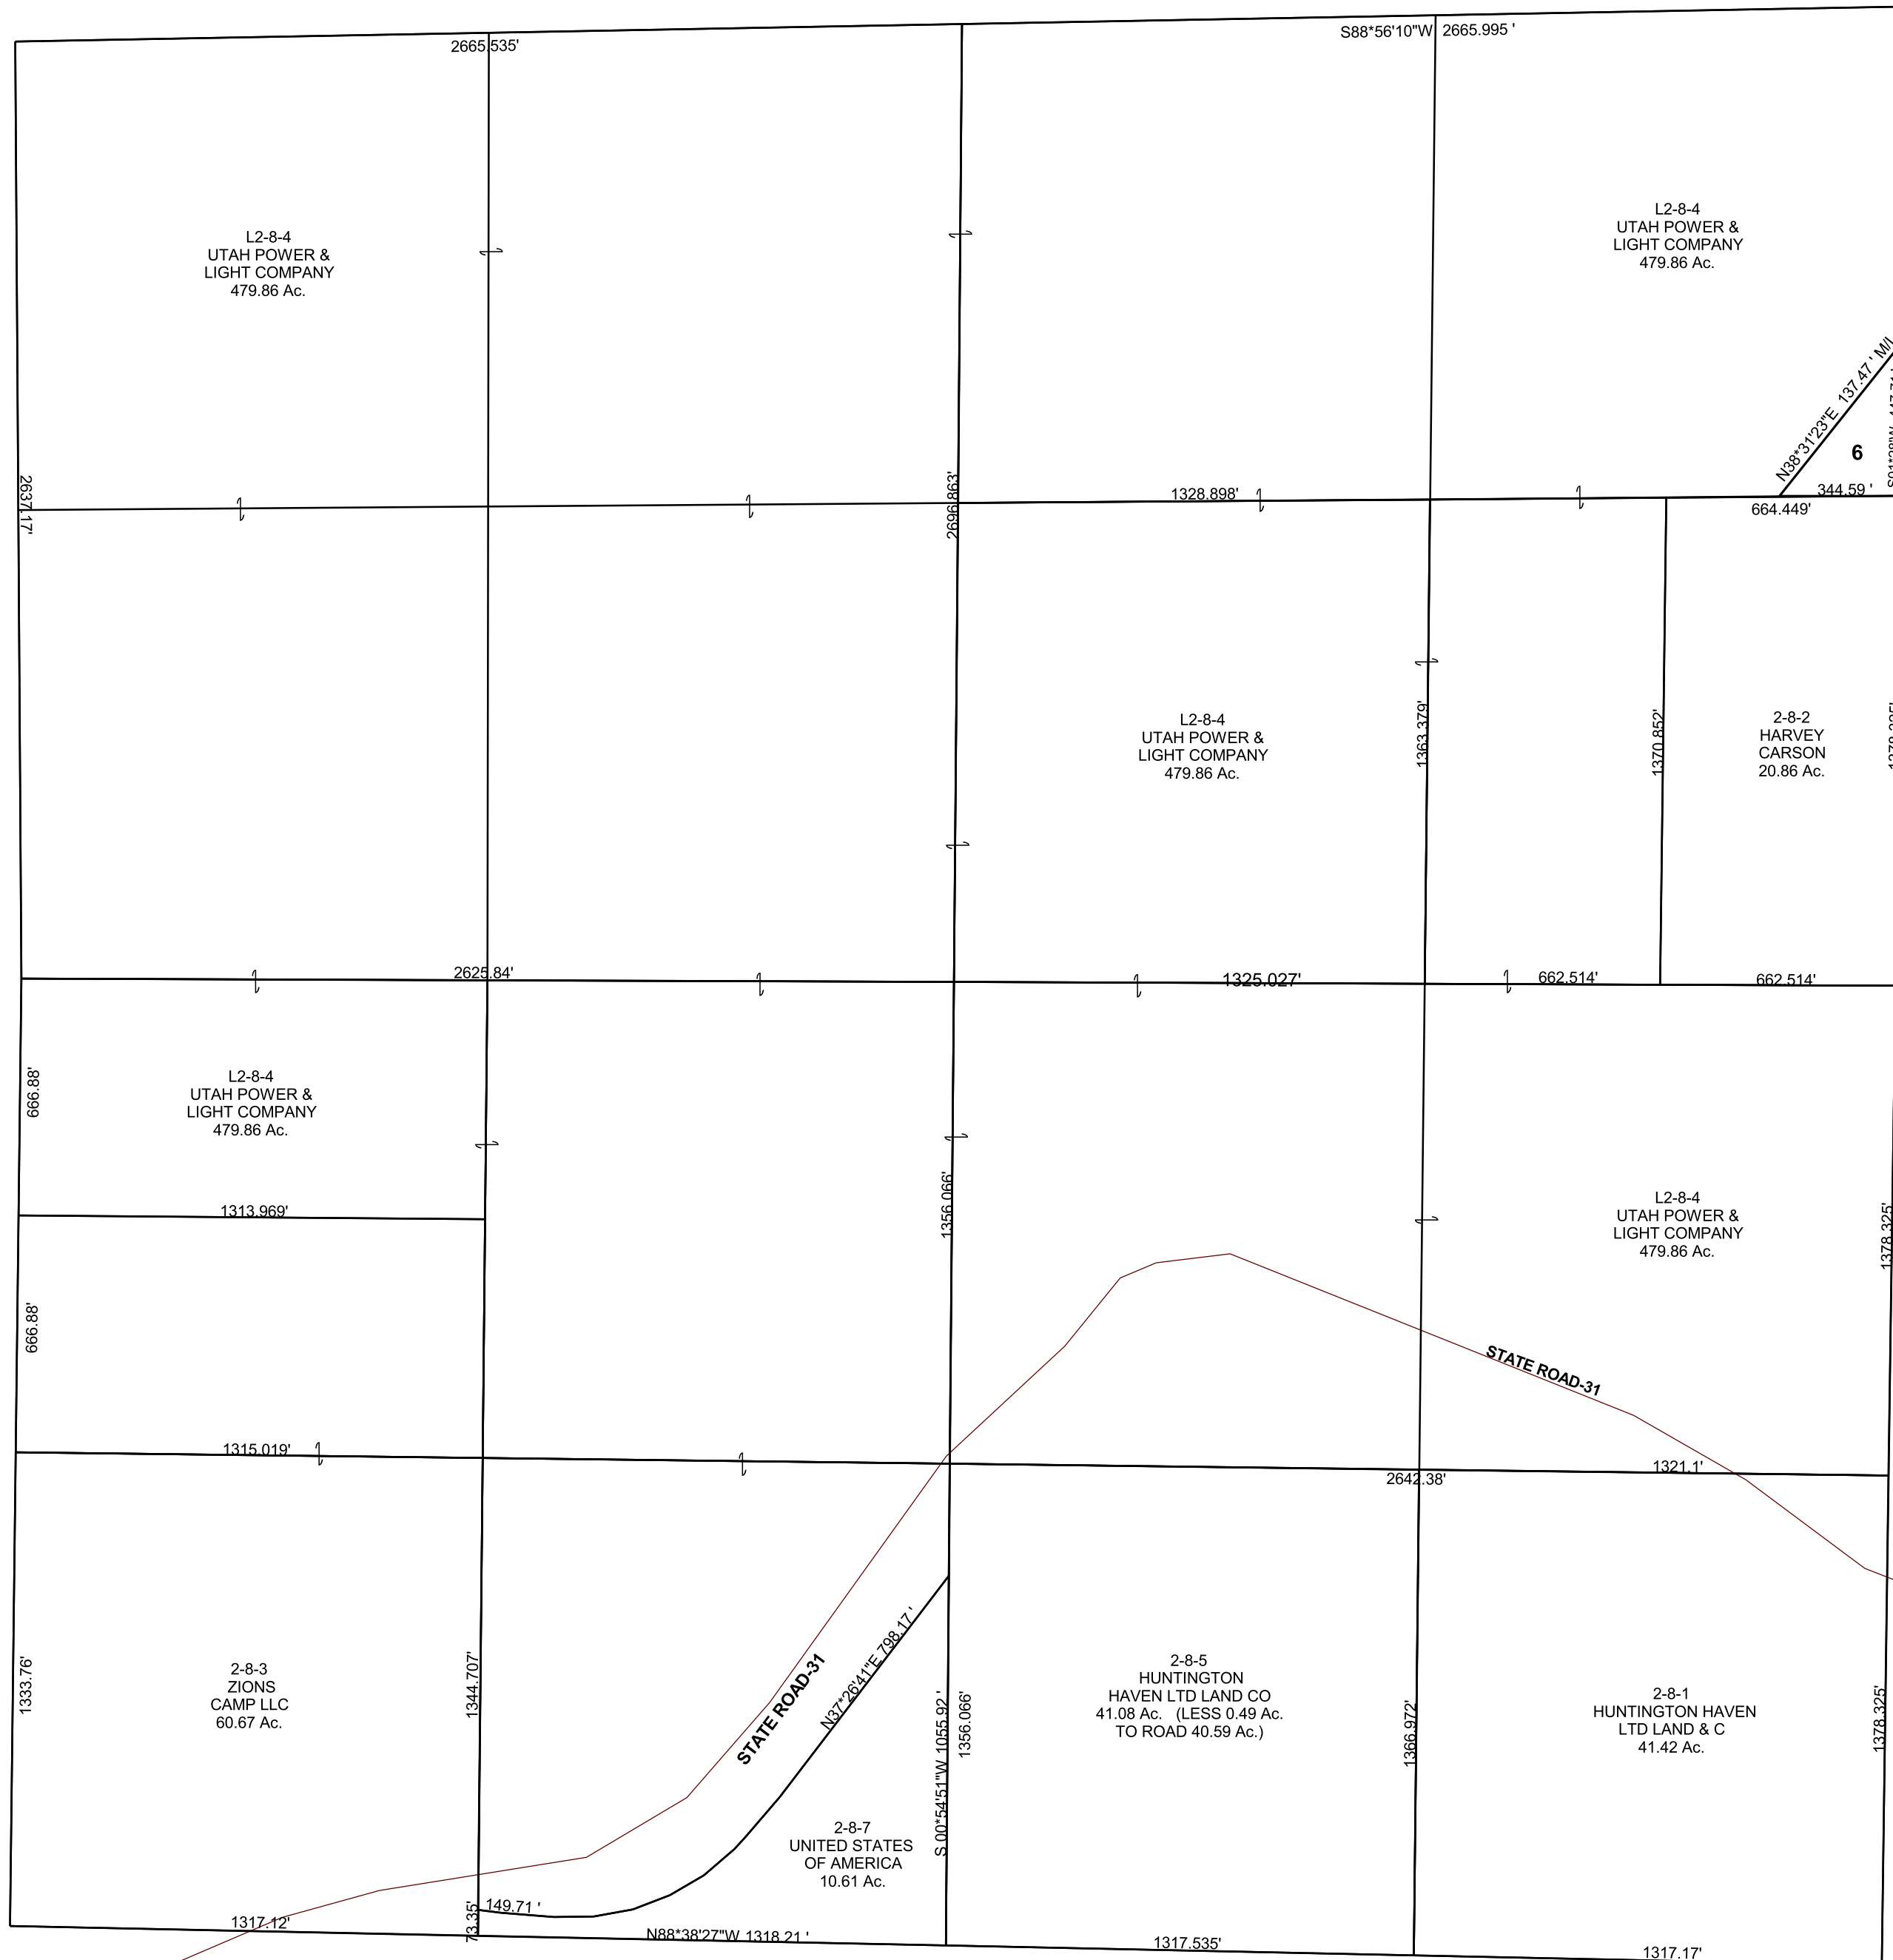 2665.535'
S88*56'10"W 2665.995 '
L2-8-4
UTAH POWER &
LIGHT COMPANY
479.86 Ac.
L2-8-4
UTAH POWER &
LIGHT COMPANY
479.86 Ac.
N38*31'23"E 137.47 ' M/L
6
344.59 '
664.449'
2637.17'
2696.863'
1328.898'
L2-8-4
UTAH POWER &
LIGHT COMPANY
479.86 Ac.
1363.379'
1370.852'
2-8-2
HARVEY
CARSON
20.86 Ac.
2625.84'
1325.027'
662.514'
662.514'
666.88'
L2-8-4
UTAH POWER &
LIGHT COMPANY
479.86 Ac.
1313.969'
1356.066'
L2-8-4
UTAH POWER &
LIGHT COMPANY
479.86 Ac.
1378.325'
666.88'
STATE ROAD-31
1315.019'
2642.38'
1321.1'
1333.76'
2-8-3
ZIONS
CAMP LLC
60.67 Ac.
1344.707'
STATE ROAD-31
N37*26'41"E 798.17 '
S 00*54'51"W 1055.92 '
1356.066'
2-8-5
HUNTINGTON
HAVEN LTD LAND CO
41.08 Ac. (LESS 0.49 Ac.
TO ROAD 40.59 Ac.)
1366.972'
2-8-1
HUNTINGTON HAVEN
LTD LAND & C
41.42 Ac.
1378.325'
2-8-7
UNITED STATES
OF AMERICA
10.61 Ac.
149.71 '
73.35'
1317.12'
N88*38'27"W 1318.21 '
1317.535'
1317.17'